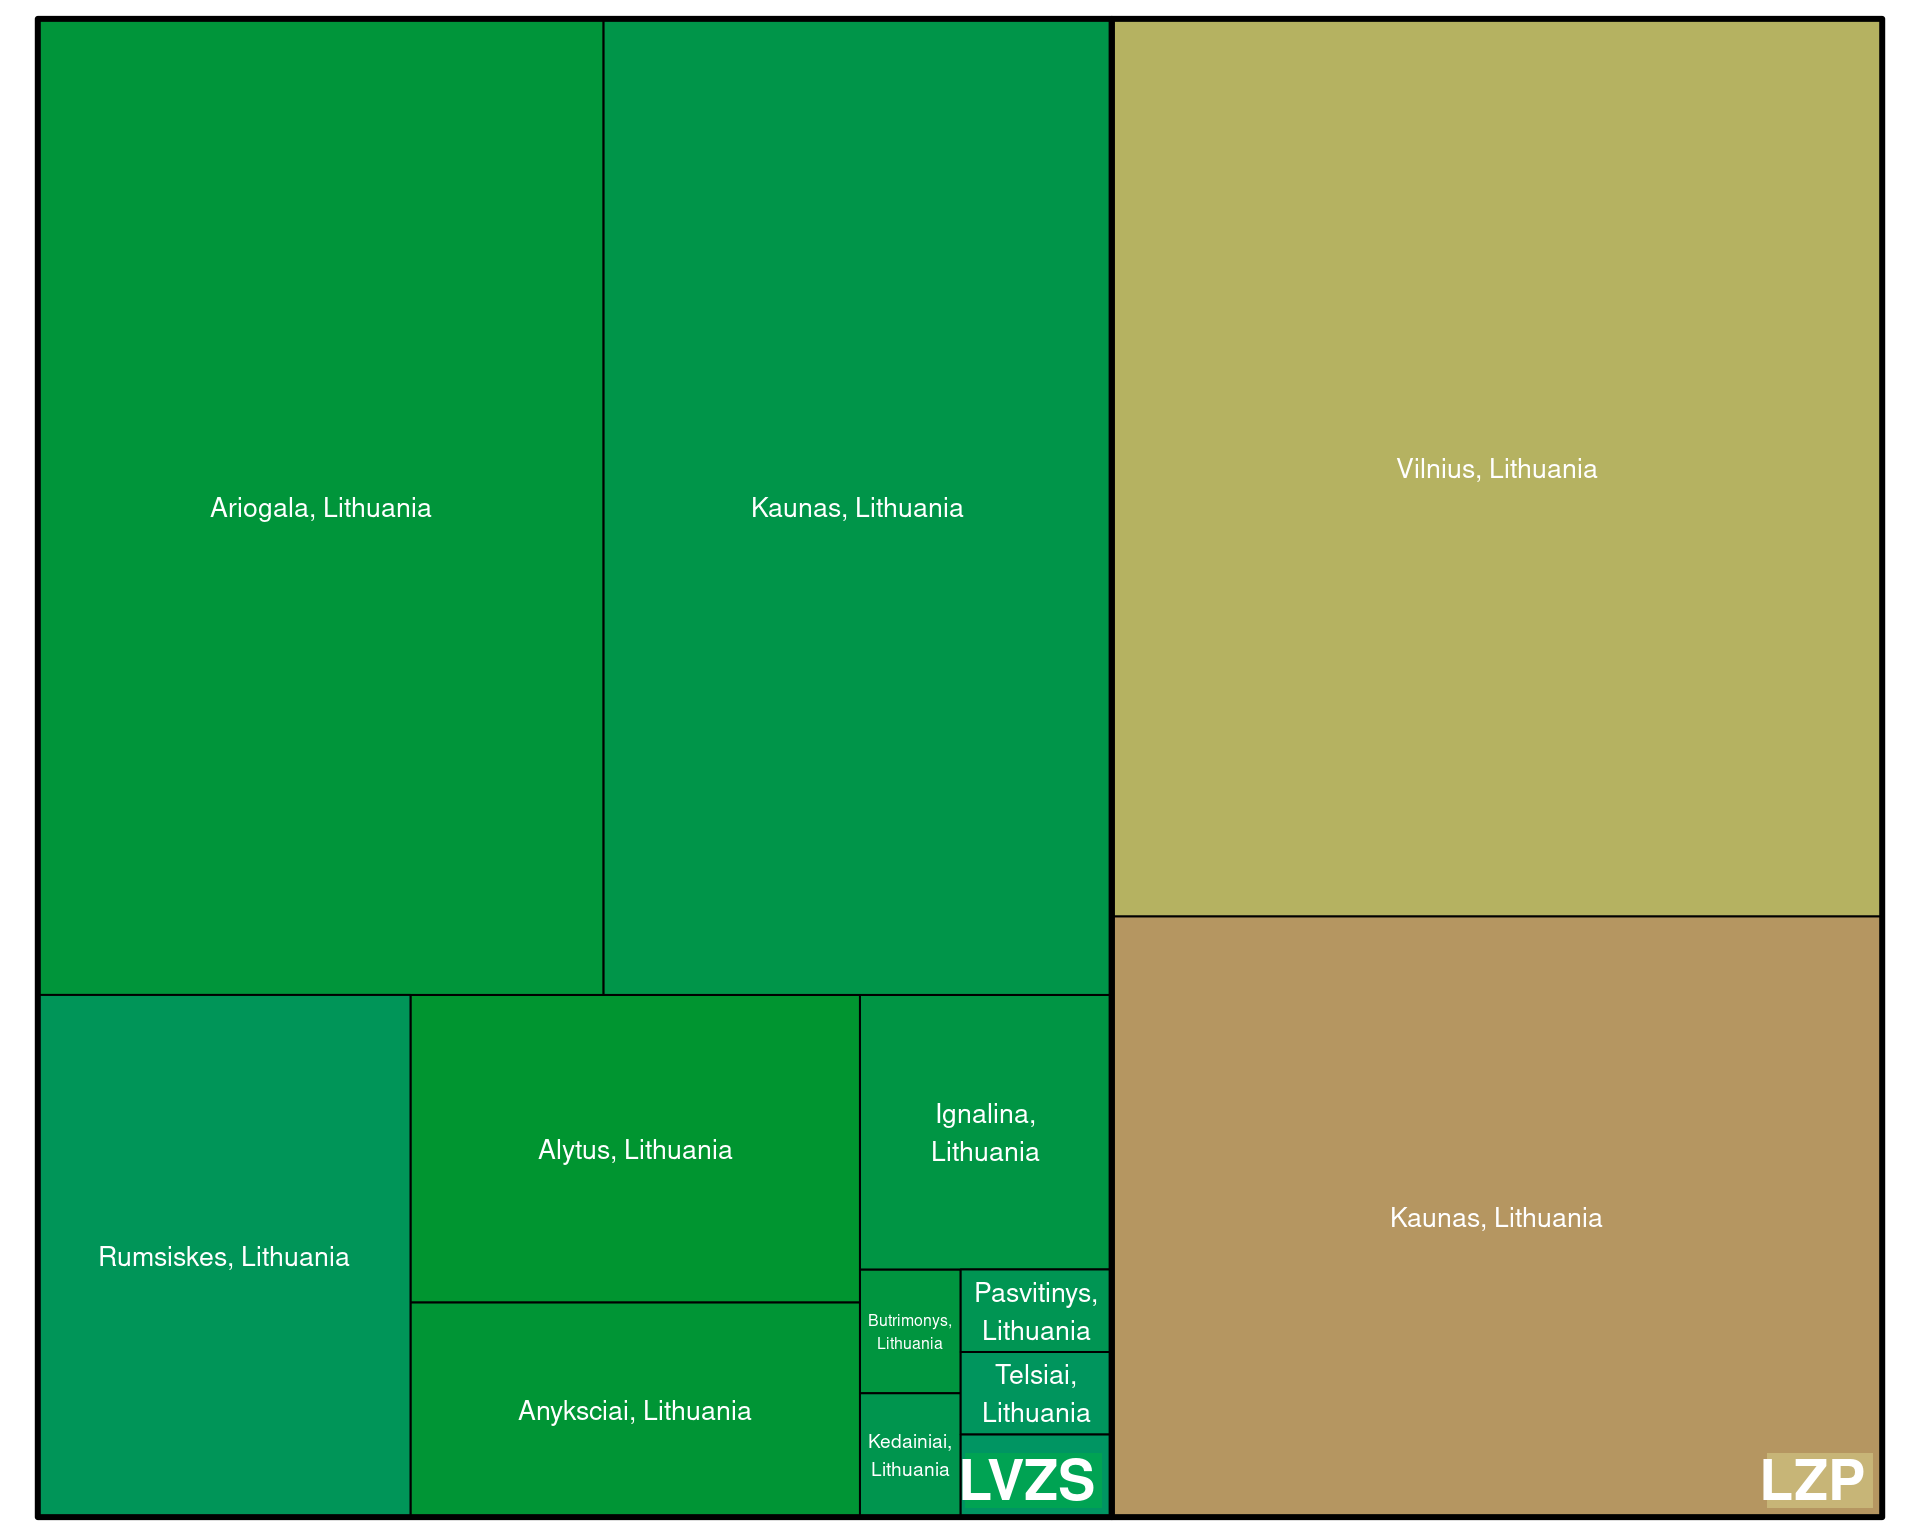 Vilnius, Lithuania
Ariogala, Lithuania
Kaunas, Lithuania
Ignalina,
Lithuania
Alytus, Lithuania
Kaunas, Lithuania
Rumsiskes, Lithuania
Pasvitinys,
Lithuania
Butrimonys,
Lithuania
Telsiai,
Lithuania
Anyksciai, Lithuania
Kedainiai,
Lithuania
LVZS
LZP